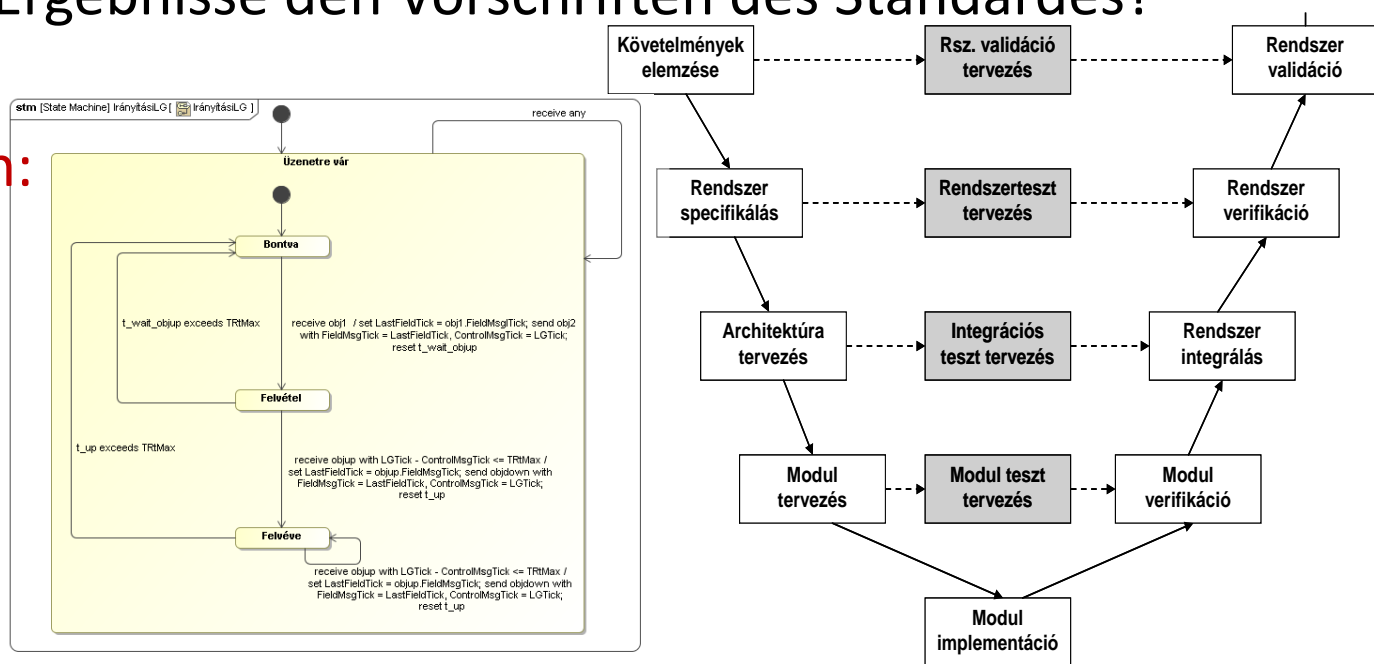 Ergebnisse den Vorschriften des Standardes?
n:
stm [State Machine] IrányításiLG [ IrányításiLG ]
receive any
Üzenetre vár
Bontva
t_wait_objup exceeds TRtMax
receive obj1 / set LastFieldTick = obj1.FieldMsglTick; send obj2
with FieldMsgTick = LastFieldTick, ControlMsgTick = LGTick;
reset t_wait_objup
Felvétel
t_up exceeds TRtMax
receive objup with LGTick - ControlMsgTick <= TRtMax /
set LastFieldTick = objup.FieldMsgTick; send objdown with
FieldMsgTick = LastFieldTick, ControlMsgTick = LGTick;
reset t_up
Felvéve
receive objup with LGTick - ControlMsgTick <= TRtMax /
set LastFieldTick = objup.FieldMsgTick; send objdown with
FieldMsgTick = LastFieldTick, ControlMsgTick = LGTick;
reset t_up
Követelmények
elemzése
Rsz. validáció
tervezés
Rendszer
validáció
Rendszer
specifikálás
Rendszerteszt
tervezés
Rendszer
verifikáció
Architektúra
tervezés
Integrációs
teszt tervezés
Rendszer
integrálás
Modul
tervezés
Modul teszt
tervezés
Modul
verifikáció
Modul
implementáció